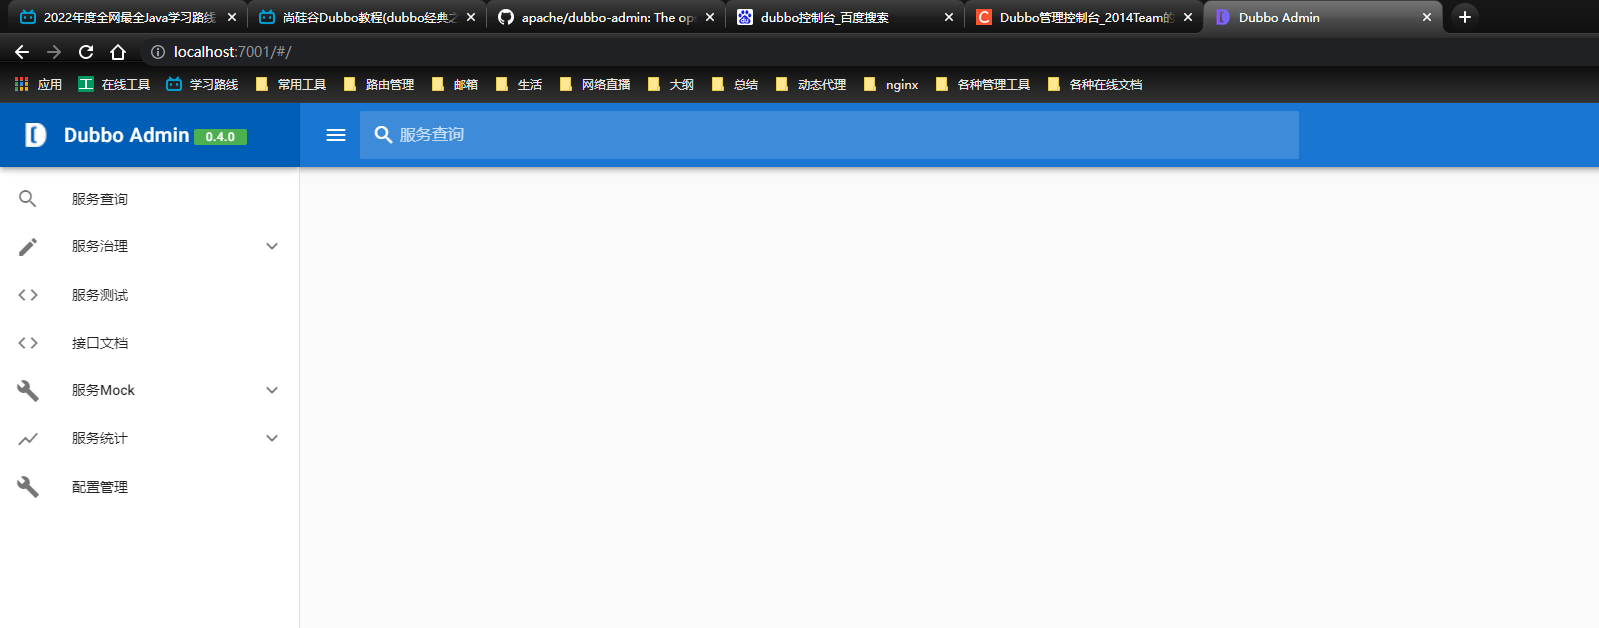 2022年度全网最全Java学习路线
尚硅谷Dubbo教程(dubbo经典之
apache/dubbo-admin: The ops
dubbo控制台_百度搜索
Dubbo管理控制台_2014Team的
Dubbo Admin
localhost:7001/#/
应用
在线工具
学习路线
常用工具
路由管理
邮箱
生活
网络直播
大纲
总结
动态代理
nginx
各种管理工具
各种在线文档
Dubbo Admin 0.4.0
服务查询
服务查询
服务治理
服务测试
接口文档
服务Mock
服务统计
配置管理